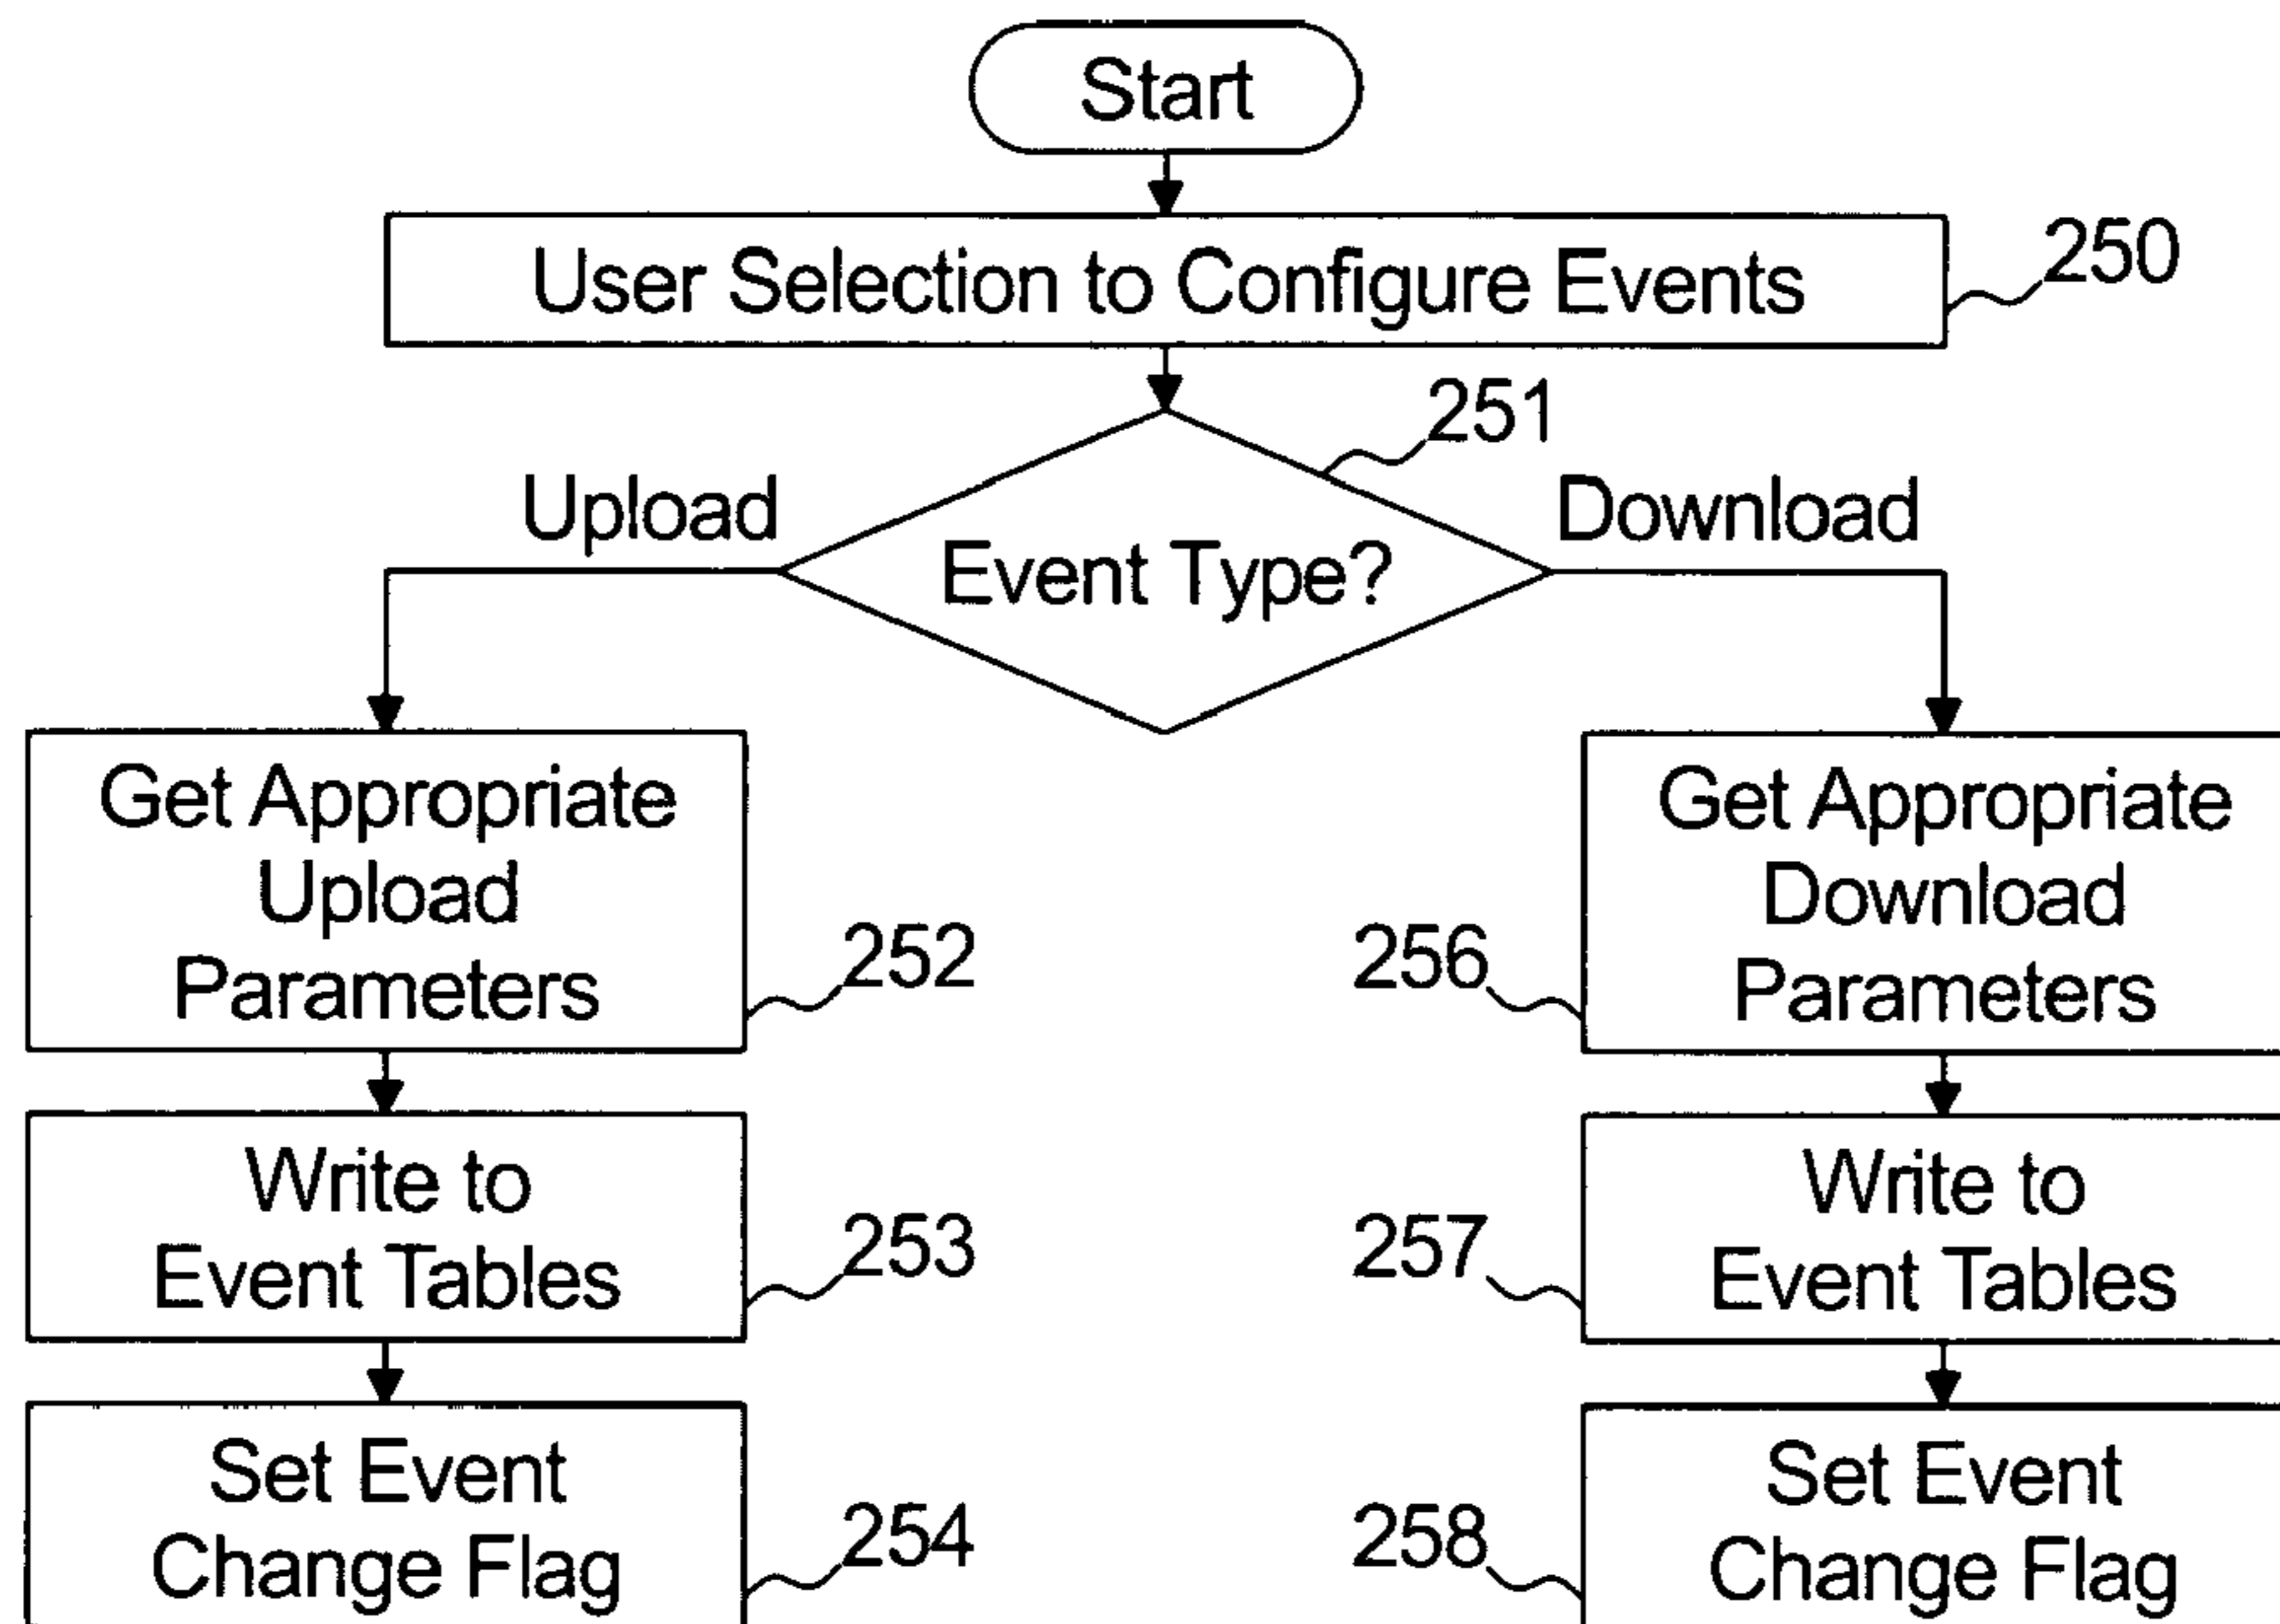 Start
User Selection to Configure Events
250
251
Upload
Download
Event Type?
Get Appropriate
Upload
Parameters
252
256
Get Appropriate
Download
Parameters
Write to
Event Tables
253
257
Write to
Event Tables
Set Event
Change Flag
254
258
Set Event
Change Flag